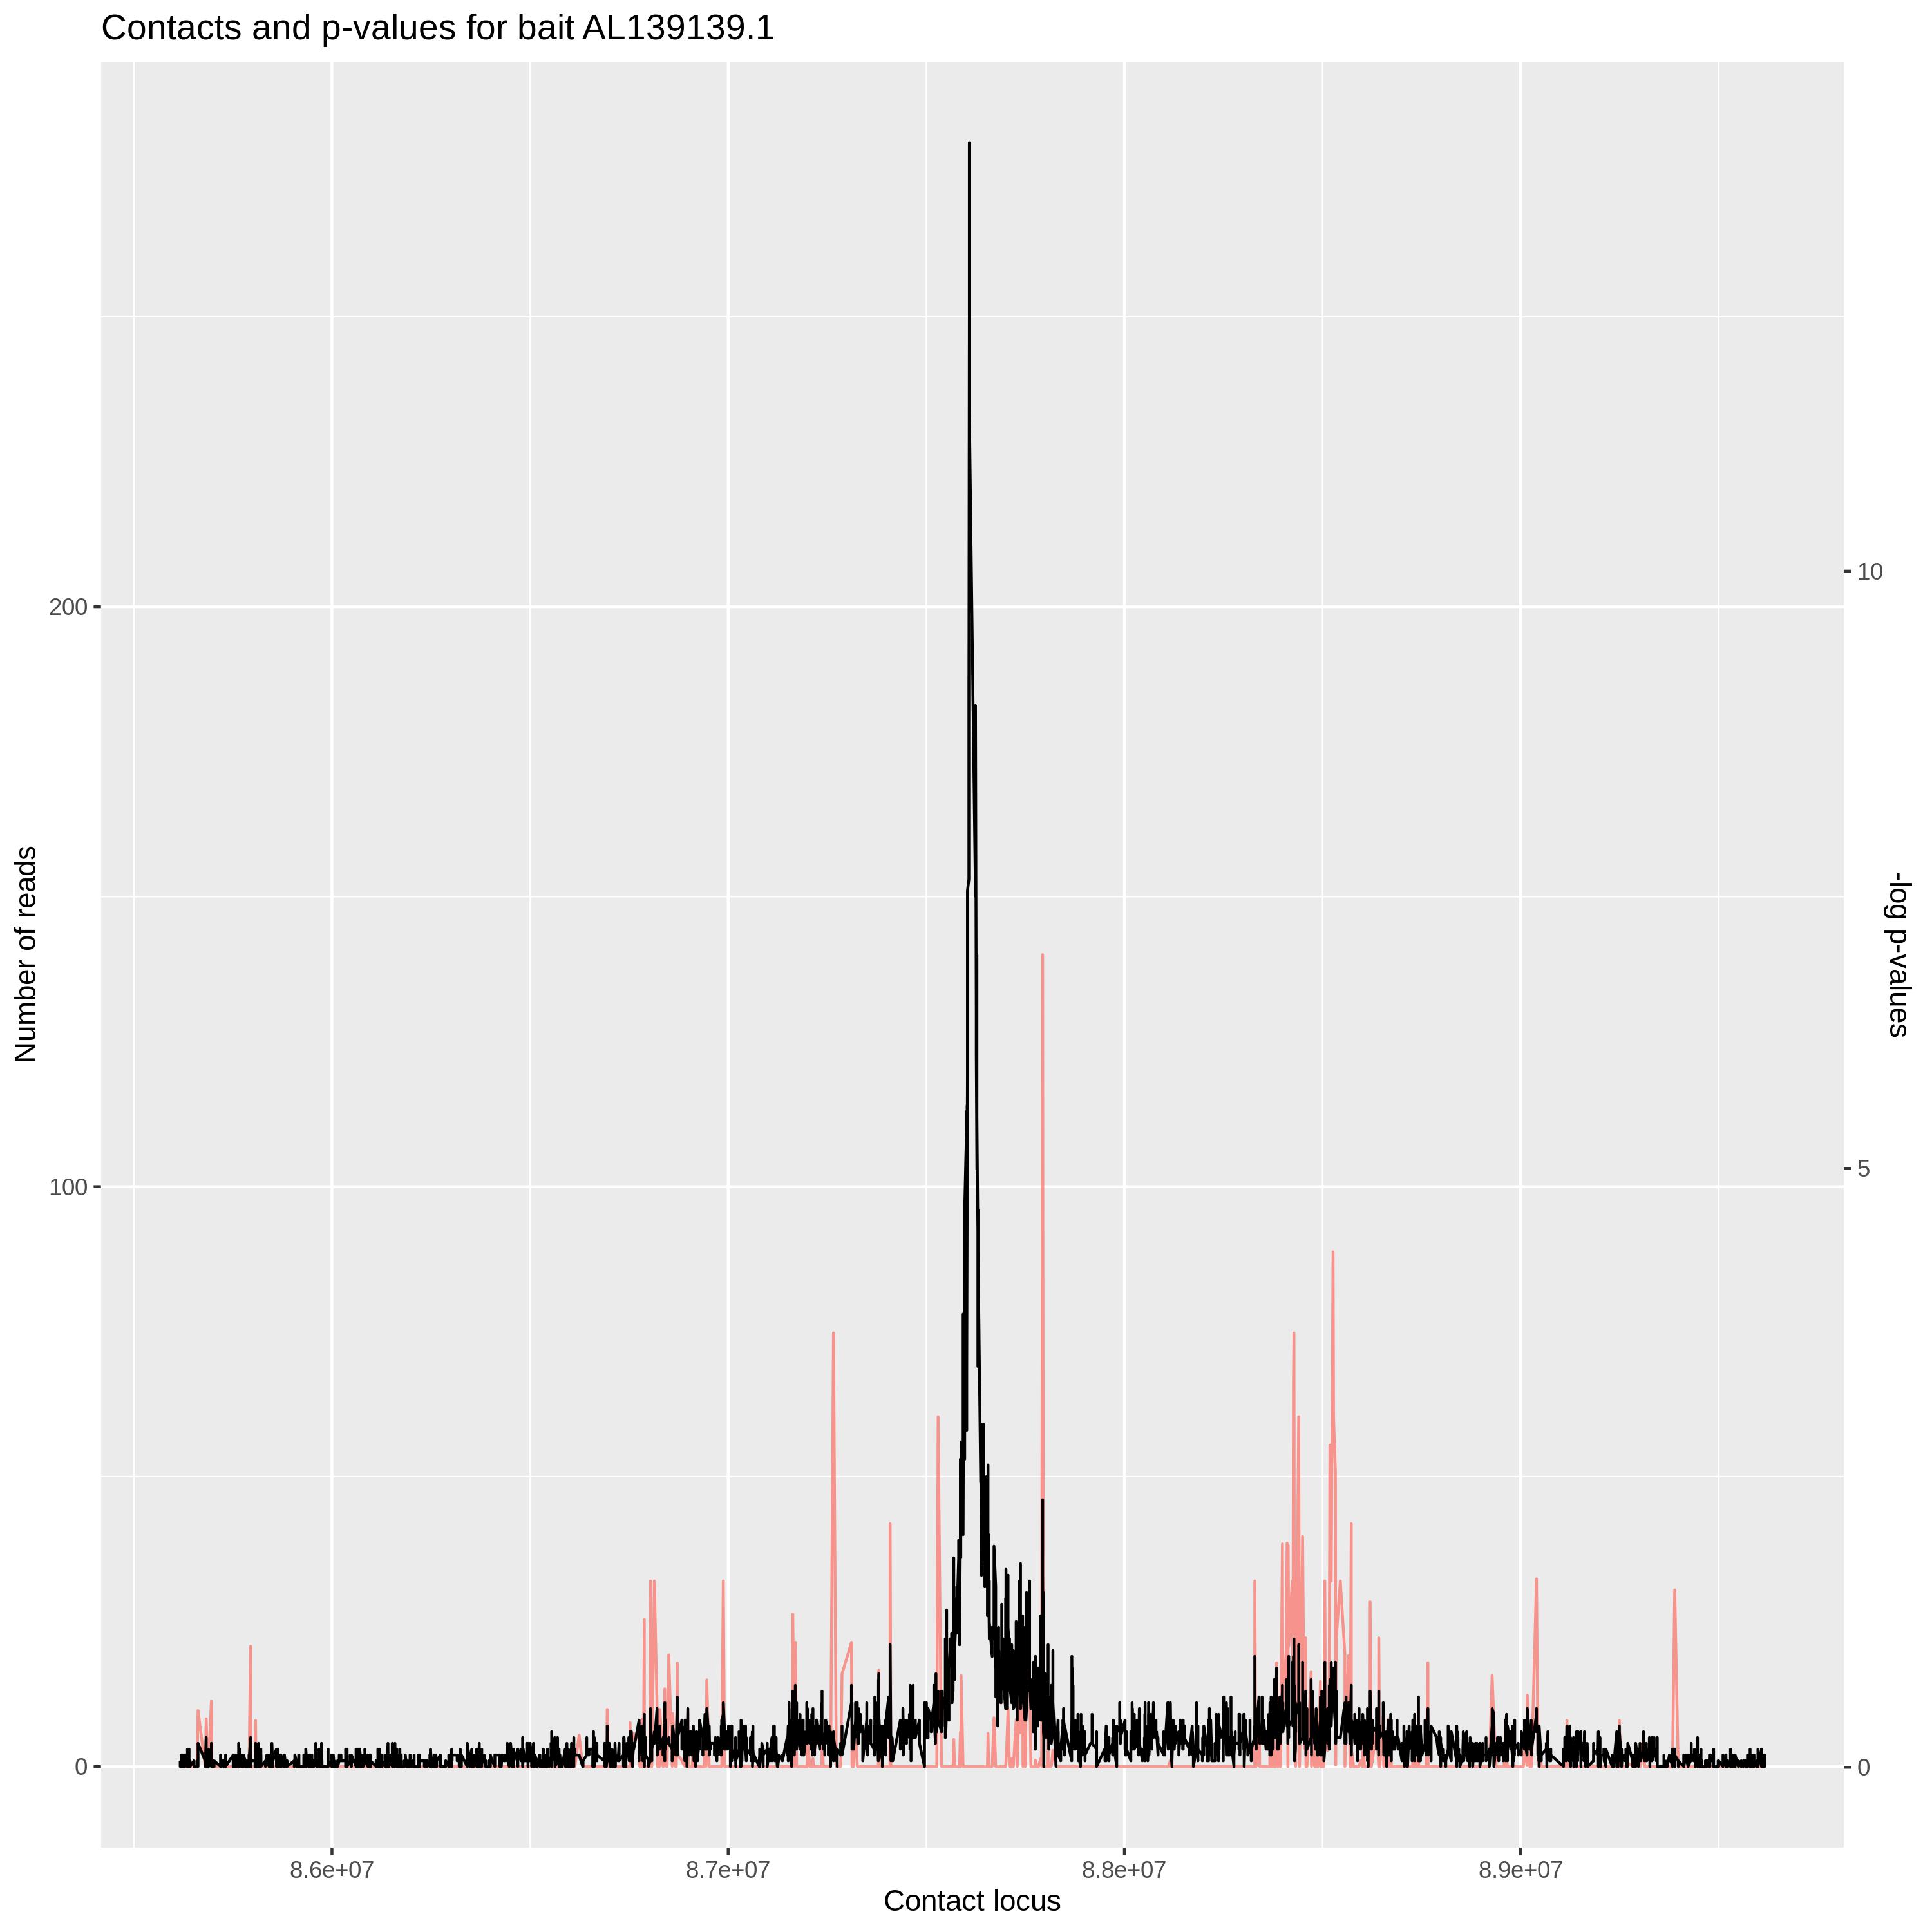 Contacts and p-values for bait AL139139.1
Number of reads
200
100
0
10
5
0
-log p-values
8.6e+07
8.7e+07
8.8e+07
8.9e+07
Contact locus